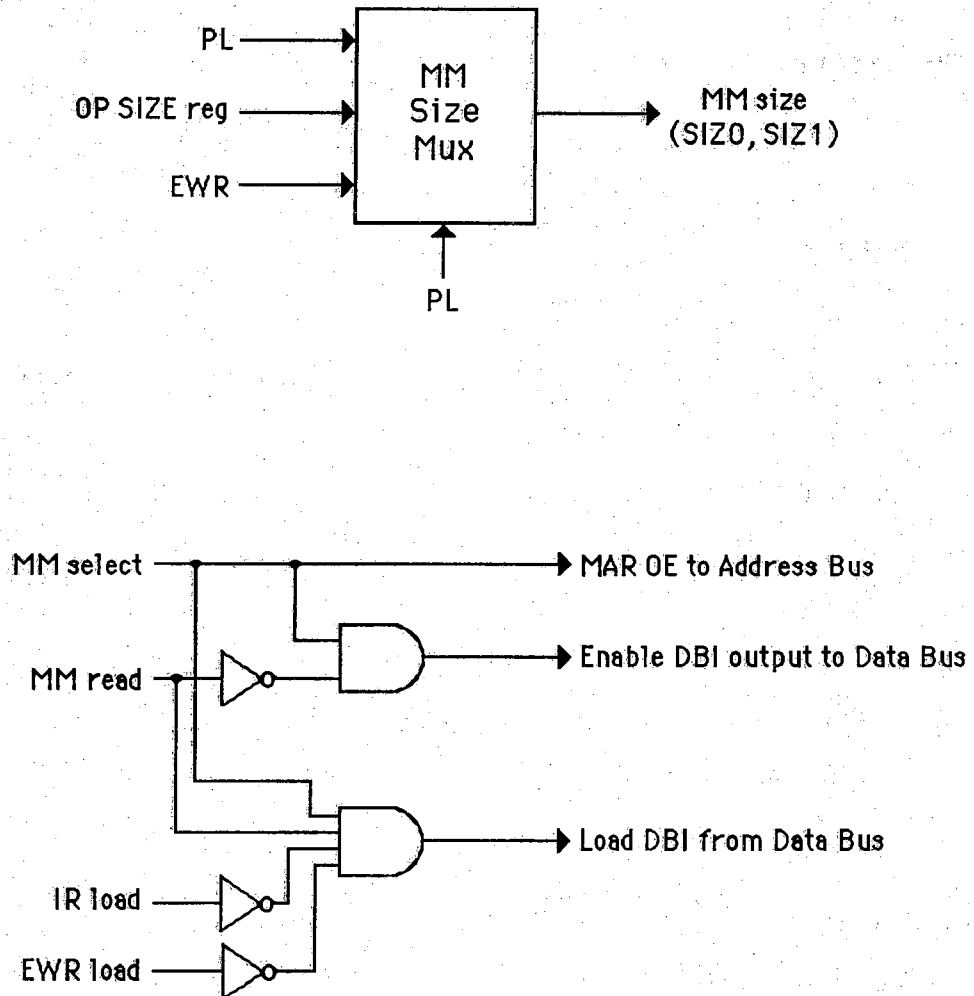 PL
OP SIZE reg
EWR
MM
Size
Mux
MM size
(SIZ0, SIZ1)
PL
MM select
MAR OE to Address Bus
Enable DBI output to Data Bus
MM read
Load DBI from Data Bus
IR load
EWR load